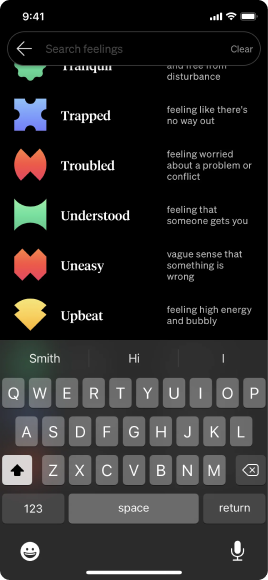 9:41
Search feelings
Clear
Tranquil
and free from
disturbance
Trapped
feeling like there's
no way out
Troubled
feeling worried
about a problem or
conflict
Understood
feeling that
someone gets you
Uneasy
vague sense that
something is
wrong
Upbeat
feeling high energy
and bubbly
Smith Hi I
Q W E R T Y U I O P
A S D F G H J K L
Z X C V B N M
123 space return